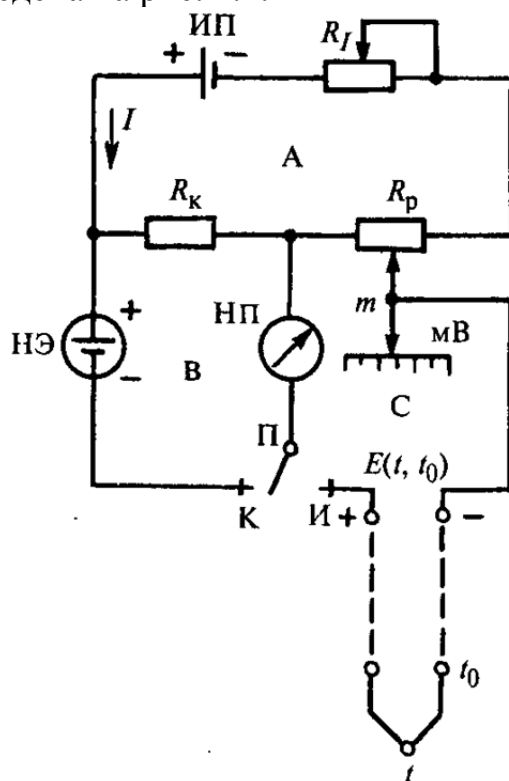 ИП
+ −
R_I
I
A
R_к
R_р
m
мВ
НЭ
+
−
НП
В
С
П
К
И
E(t, t_0)
+ −
t_0
t